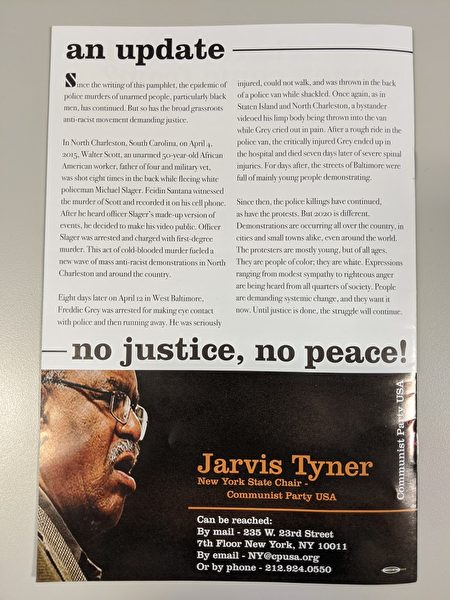 an update
Since the writing of this pamphlet, the epidemic of
police murders of unarmed people, particularly black
men, has continued. But so has the broad grassroots
anti-racist movement demanding justice.
In North Charleston, South Carolina, on April 4,
2015, Walter Scott, an unarmed 50-year-old African
American worker, father of four and military vet,
was shot eight times in the back while fleeing white
policeman Michael Slager. Feidin Santana witnessed
the murder of Scott and recorded it on his cell phone.
After he heard officer Slager's made-up version of
events, he decided to make his video public. Officer
Slager was arrested and charged with first-degree
murder. This act of cold-blooded murder fueled a
new wave of mass anti-racist demonstrations in North
Charleston and around the country.
Eight days later on April 12 in West Baltimore,
Freddie Grey was arrested for making eye contact
with police and then running away. He was seriously
injured, could not walk, and was thrown in the back
of a police van while shackled. Once again, as in
Staten Island and North Charleston, a bystander
videoed his limp body being thrown into the van
while Grey cried out in pain. After a rough ride in
the police van, the critically injured Grey ended up in
the hospital and died seven days later of severe spinal
injuries. For days after, the streets of Baltimore were
full of mainly young people demonstrating.
Since then, the police killings have continued,
as have the protests. But 2020 is different.
Demonstrations are occurring all over the country, in
cities and small towns alike, even around the world.
The protesters are mostly young, but of all ages.
They are people of color; they are white. Expressions
ranging from modest sympathy to righteous anger
are being heard from all quarters of society. People
are demanding systemic change, and they want it
now. Until justice is done, the struggle will continue.
no justice, no peace!
Communist Party USA
Jarvis Tyner
New York State Chair -
Communist Party USA
Can be reached:
By mail - 235 W. 23rd Street
7th Floor New York, NY 10011
By email - NY@cpusa.org
Or by phone - 212.924.0550